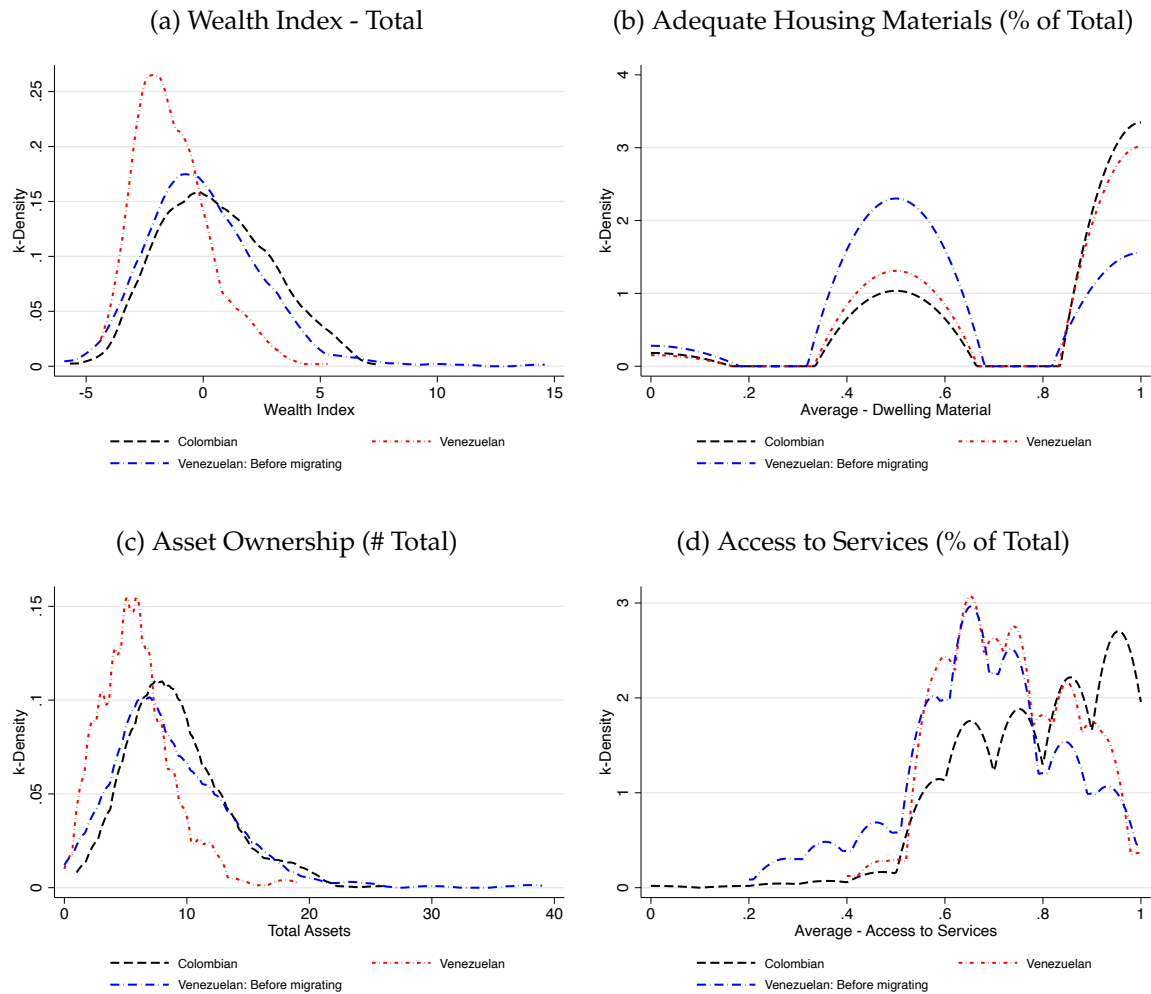 (a) Wealth Index - Total
k-Density
0 .05 .1 .15 .2 .25
-5 0 5 10 15
Wealth Index
Colombian Venezuelan
Venezuelan: Before migrating
(b) Adequate Housing Materials (% of Total)
k-Density
0 1 2 3 4
0 .2 .4 .6 .8 1
Average - Dwelling Material
Colombian Venezuelan
Venezuelan: Before migrating
(c) Asset Ownership (# Total)
k-Density
0 .05 .1 .15
0 10 20 30 40
Total Assets
Colombian Venezuelan
Venezuelan: Before migrating
(d) Access to Services (% of Total)
k-Density
0 1 2 3
0 .2 .4 .6 .8 1
Average - Access to Services
Colombian Venezuelan
Venezuelan: Before migrating